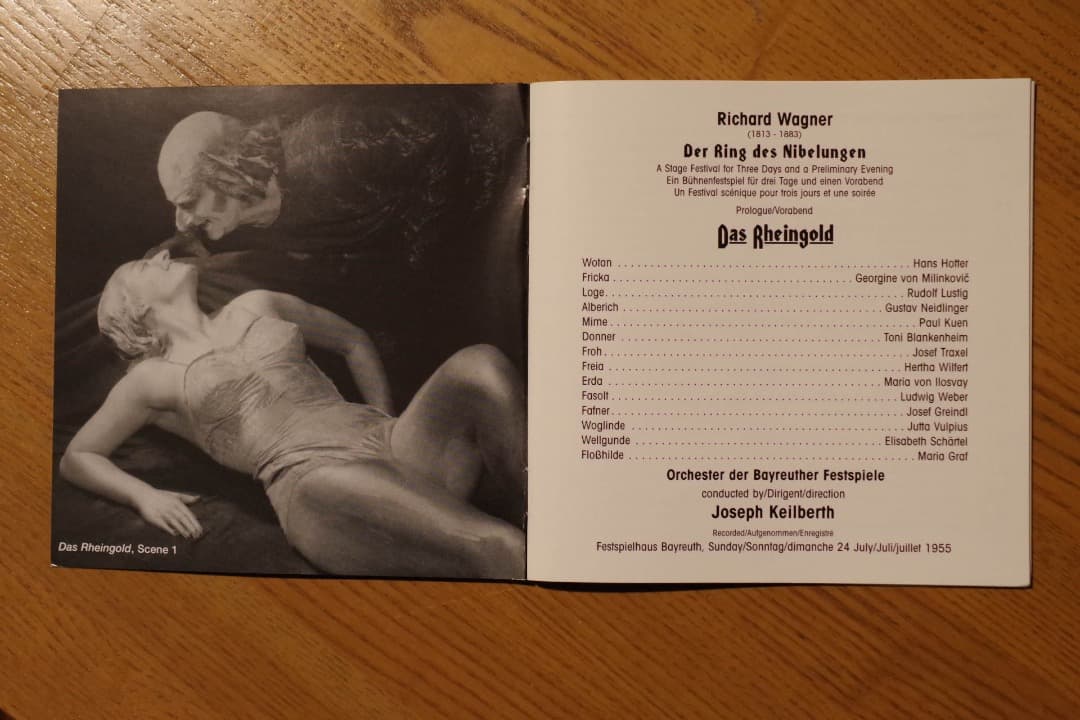 Das Rheingold, Scene 1
Richard Wagner
(1813 - 1883)
Der Ring des Nibelungen
A Stage Festival for Three Days and a Preliminary Evening
Ein Bühnenfestspiel für drei Tage und einen Vorabend
Un Festival scénique pour trois jours et une soirée
Prologue/Vorabend
Das Rheingold
Wotan . . . . . . . . . . Hans Hotter
Fricka . . . . . . . . . . Georgine von Milinkovič
Loge . . . . . . . . . . Rudolf Lustig
Alberich . . . . . . . . . . Gustav Neidlinger
Mime . . . . . . . . . . Paul Kuen
Donner . . . . . . . . . . Toni Blankenheim
Froh . . . . . . . . . . Josef Traxel
Freia . . . . . . . . . . Hertha Wilfert
Erda . . . . . . . . . . Maria von Ilosvay
Fasolt . . . . . . . . . . Ludwig Weber
Fafner . . . . . . . . . . Josef Greindl
Woglinde . . . . . . . . . . Jutta Vulpius
Wellgunde . . . . . . . . . . Elisabeth Schärtel
Floßhilde . . . . . . . . . . Maria Graf
Orchester der Bayreuther Festspiele
conducted by/Dirigent/direction
Joseph Keilberth
Recorded/Aufgenommen/Enregistre
Festspielhaus Bayreuth, Sunday/Sonntag/dimanche 24 July/Juli/juillet 1955